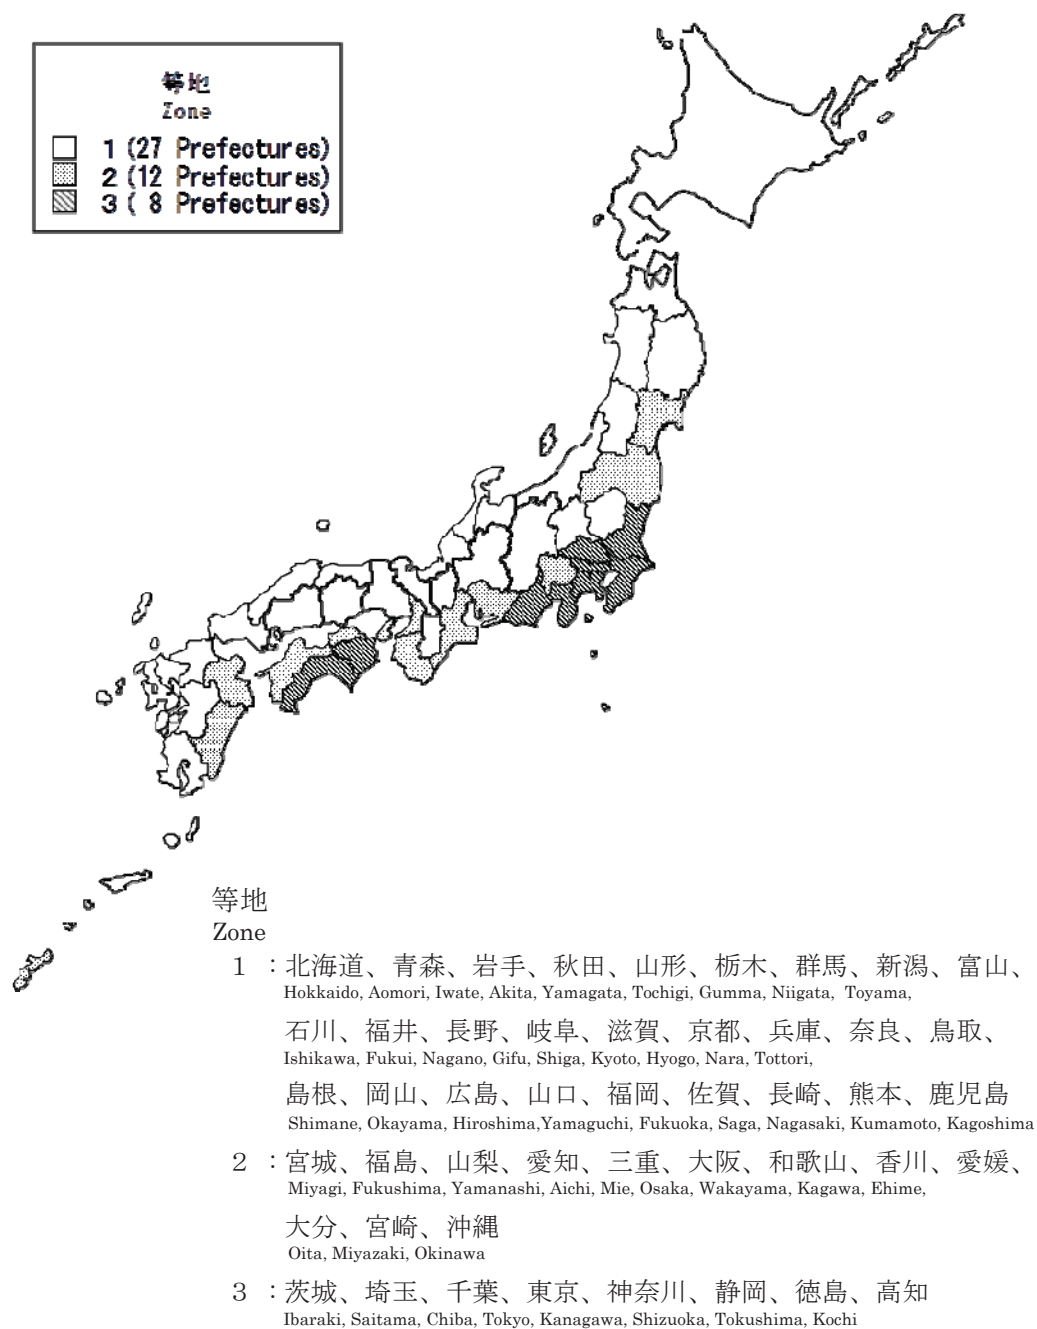 等地
Zone
1 (27 Prefectures)
2 (12 Prefectures)
3 ( 8 Prefectures)
等地
Zone
1 ：北海道、青森、岩手、秋田、山形、栃木、群馬、新潟、富山、
Hokkaido, Aomori, Iwate, Akita, Yamagata, Tochigi, Gumma, Niigata, Toyama,
石川、福井、長野、岐阜、滋賀、京都、兵庫、奈良、鳥取、
Ishikawa, Fukui, Nagano, Gifu, Shiga, Kyoto, Hyogo, Nara, Tottori,
島根、岡山、広島、山口、福岡、佐賀、長崎、熊本、鹿児島
Shimane, Okayama, Hiroshima,Yamaguchi, Fukuoka, Saga, Nagasaki, Kumamoto, Kagoshima
2 ：宮城、福島、山梨、愛知、三重、大阪、和歌山、香川、愛媛、
Miyagi, Fukushima, Yamanashi, Aichi, Mie, Osaka, Wakayama, Kagawa, Ehime,
大分、宮崎、沖縄
Oita, Miyazaki, Okinawa
3 ：茨城、埼玉、千葉、東京、神奈川、静岡、徳島、高知
Ibaraki, Saitama, Chiba, Tokyo, Kanagawa, Shizuoka, Tokushima, Kochi